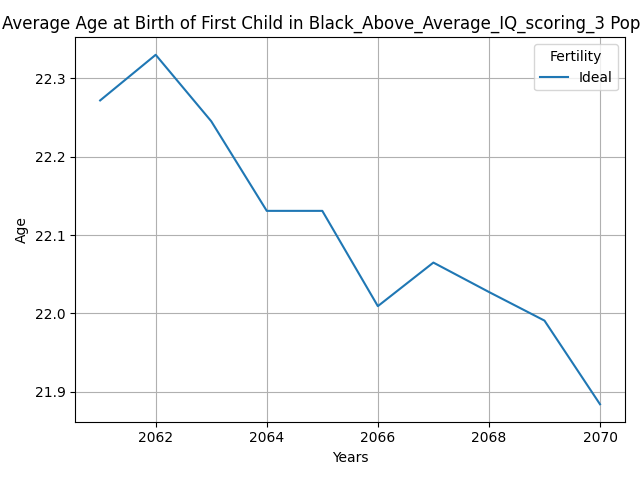 Average Age at Birth of First Child in Black_Above_Average_IQ_scoring_3 Pop
Fertility
Ideal
22.3
22.2
22.1
22.0
21.9
Age
2062 2064 2066 2068 2070
Years